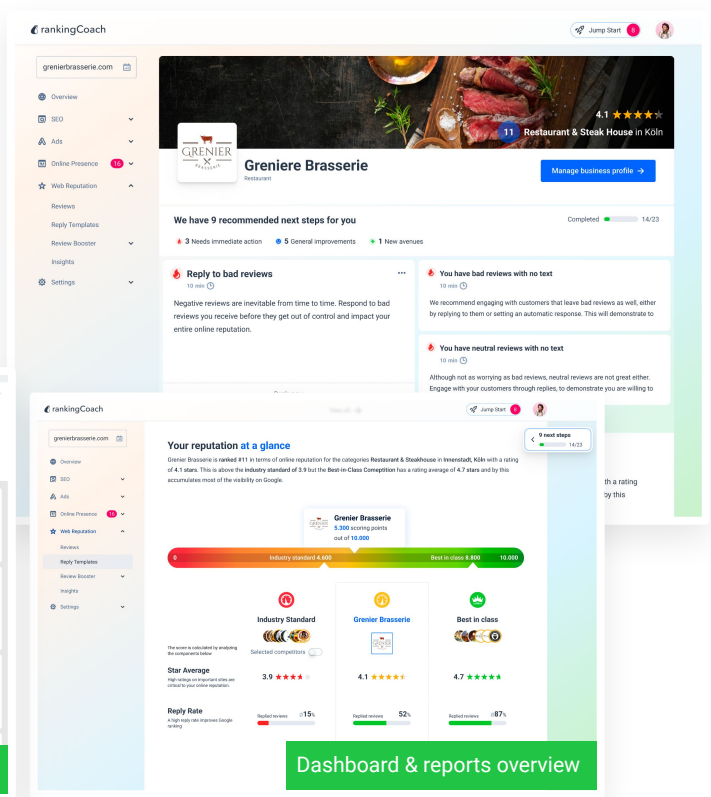 rankingCoach
Jump Start 8
grenierbrasserie.com
Overview
SEO
Ads
Online Presence 16
Web Reputation
Reviews
Reply Templates
Review Booster
Insights
Settings
4.1
11 Restaurant & Steak House in Köln
GRENIER
BRASSERIE
Greniere Brasserie
Restaurant
Manage business profile →
We have 9 recommended next steps for you
Completed 14/23
3 Needs immediate action 5 General improvements 1 New avenues
Reply to bad reviews
10 min
Negative reviews are inevitable from time to time. Respond to bad
reviews you receive before they get out of control and impact your
entire online reputation.
You have bad reviews with no text
10 min
We recommend engaging with customers that leave bad reviews as well, either
by replying to them or setting an automatic response. This will demonstrate to
You have neutral reviews with no text
10 min
Although not as worrying as bad reviews, neutral reviews are not great either.
Engage with your customers through replies, to demonstrate you are willing to
th a rating
by this
rankingCoach
Jump Start 8
grenierbrasserie.com
Overview
SEO
Ads
Online Presence 16
Web Reputation
Reviews
Reply Templates
Review Booster
Insights
Settings
9 next steps
14/23
Your reputation at a glance
Grenier Brasserie is ranked #11 in terms of online reputation for the categories Restaurant & Steakhouse in Innenstadt, Köln with a rating
of 4.1 stars. This is above the industry standard of 3.9 but the Best-in-Class Comeptition has a rating average of 4.7 stars and by this
accumulates most of the visibility on Google.
GRENIER
Grenier Brasserie
5.300 scoring points
out of 10.000
0 Industry standard 4.600 Best in class 8.800 10.000
Industry Standard
Grenier Brasserie
Best in class
GRENIER
The score is calculated by analyzing
the components below
Selected competitors
Star Average
High ratings on important sites are
critical to your online reputation.
3.9
4.1
4.7
Reply Rate
A high reply rate improves Google
ranking
Replied reviews Ø15%
Replied reviews 52%
Replied reviews Ø87%
Dashboard & reports overview